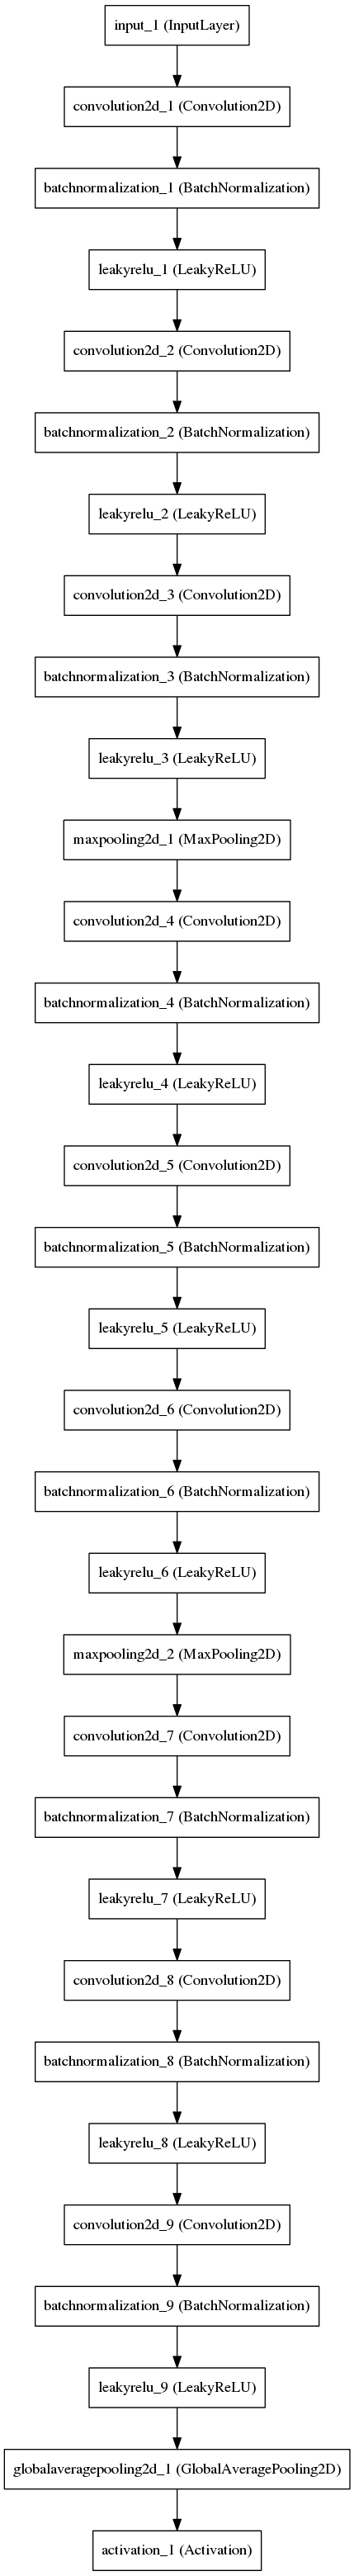 input_1 (InputLayer)
convolution2d_1 (Convolution2D)
batchnormalization_1 (BatchNormalization)
leakyrelu_1 (LeakyReLU)
convolution2d_2 (Convolution2D)
batchnormalization_2 (BatchNormalization)
leakyrelu_2 (LeakyReLU)
convolution2d_3 (Convolution2D)
batchnormalization_3 (BatchNormalization)
leakyrelu_3 (LeakyReLU)
maxpooling2d_1 (MaxPooling2D)
convolution2d_4 (Convolution2D)
batchnormalization_4 (BatchNormalization)
leakyrelu_4 (LeakyReLU)
convolution2d_5 (Convolution2D)
batchnormalization_5 (BatchNormalization)
leakyrelu_5 (LeakyReLU)
convolution2d_6 (Convolution2D)
batchnormalization_6 (BatchNormalization)
leakyrelu_6 (LeakyReLU)
maxpooling2d_2 (MaxPooling2D)
convolution2d_7 (Convolution2D)
batchnormalization_7 (BatchNormalization)
leakyrelu_7 (LeakyReLU)
convolution2d_8 (Convolution2D)
batchnormalization_8 (BatchNormalization)
leakyrelu_8 (LeakyReLU)
convolution2d_9 (Convolution2D)
batchnormalization_9 (BatchNormalization)
leakyrelu_9 (LeakyReLU)
globalaveragepooling2d_1 (GlobalAveragePooling2D)
activation_1 (Activation)